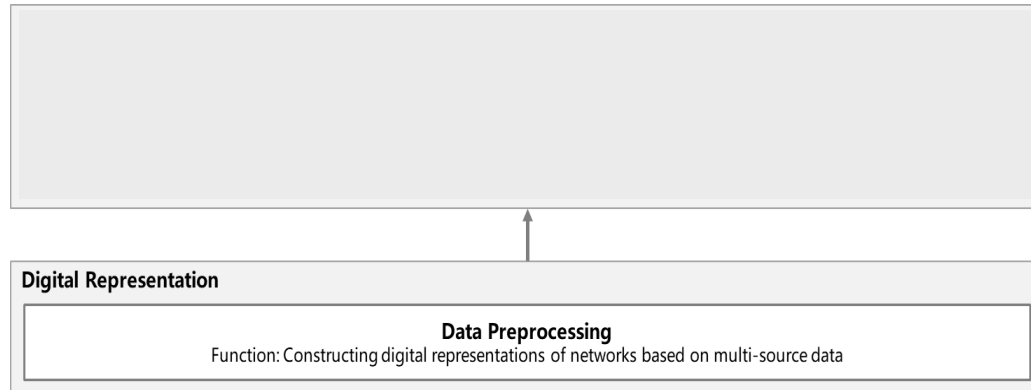 Digital Representation
Data Preprocessing
Function: Constructing digital representations of networks based on multi-source data